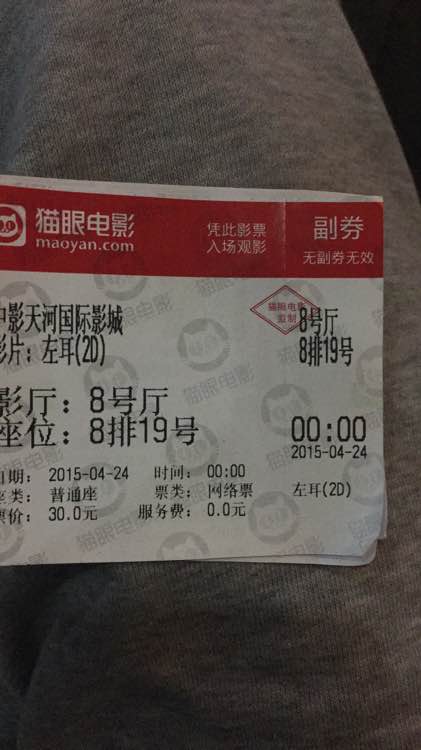 猫眼电影
maoyan.com
凭此影票
入场观影
副券
无副券无效
中影天河国际影城
影片：左耳(2D)
猫眼电影
监制
8号厅
8排19号
影厅：8号厅
座位：8排19号
00:00
2015-04-24
日期：2015-04-24 时间：00:00
座类：普通座 票类：网络票
左耳(2D)
票价：30.0元 服务费：0.0元